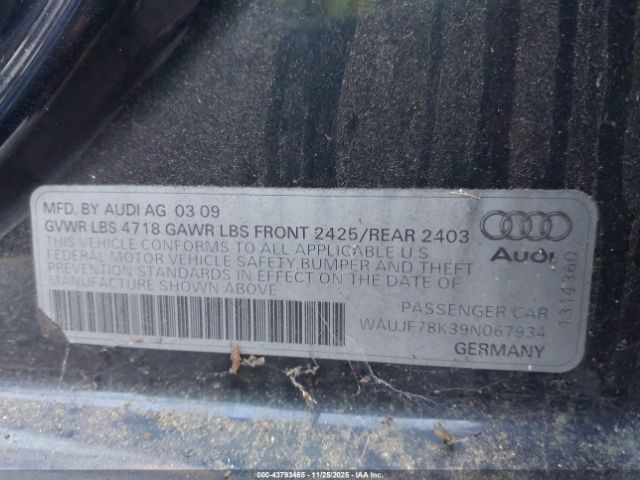 MFD. BY AUDI AG 03 09
GVWR LBS 4718 GAWR LBS FRONT 2425/REAR 2403
THIS VEHICLE CONFORMS TO ALL APPLICABLE U S
FEDERAL MOTOR VEHICLE SAFETY, BUMPER AND THEFT
PREVENTION STANDARDS IN EFFECT ON THE DATE OF
MANUFACTURE SHOWN ABOVE
Audi
1314360
PASSENGER CAR
WAUJF78K39N067934
GERMANY
00-43793465 - 11/25/2025 - IAA